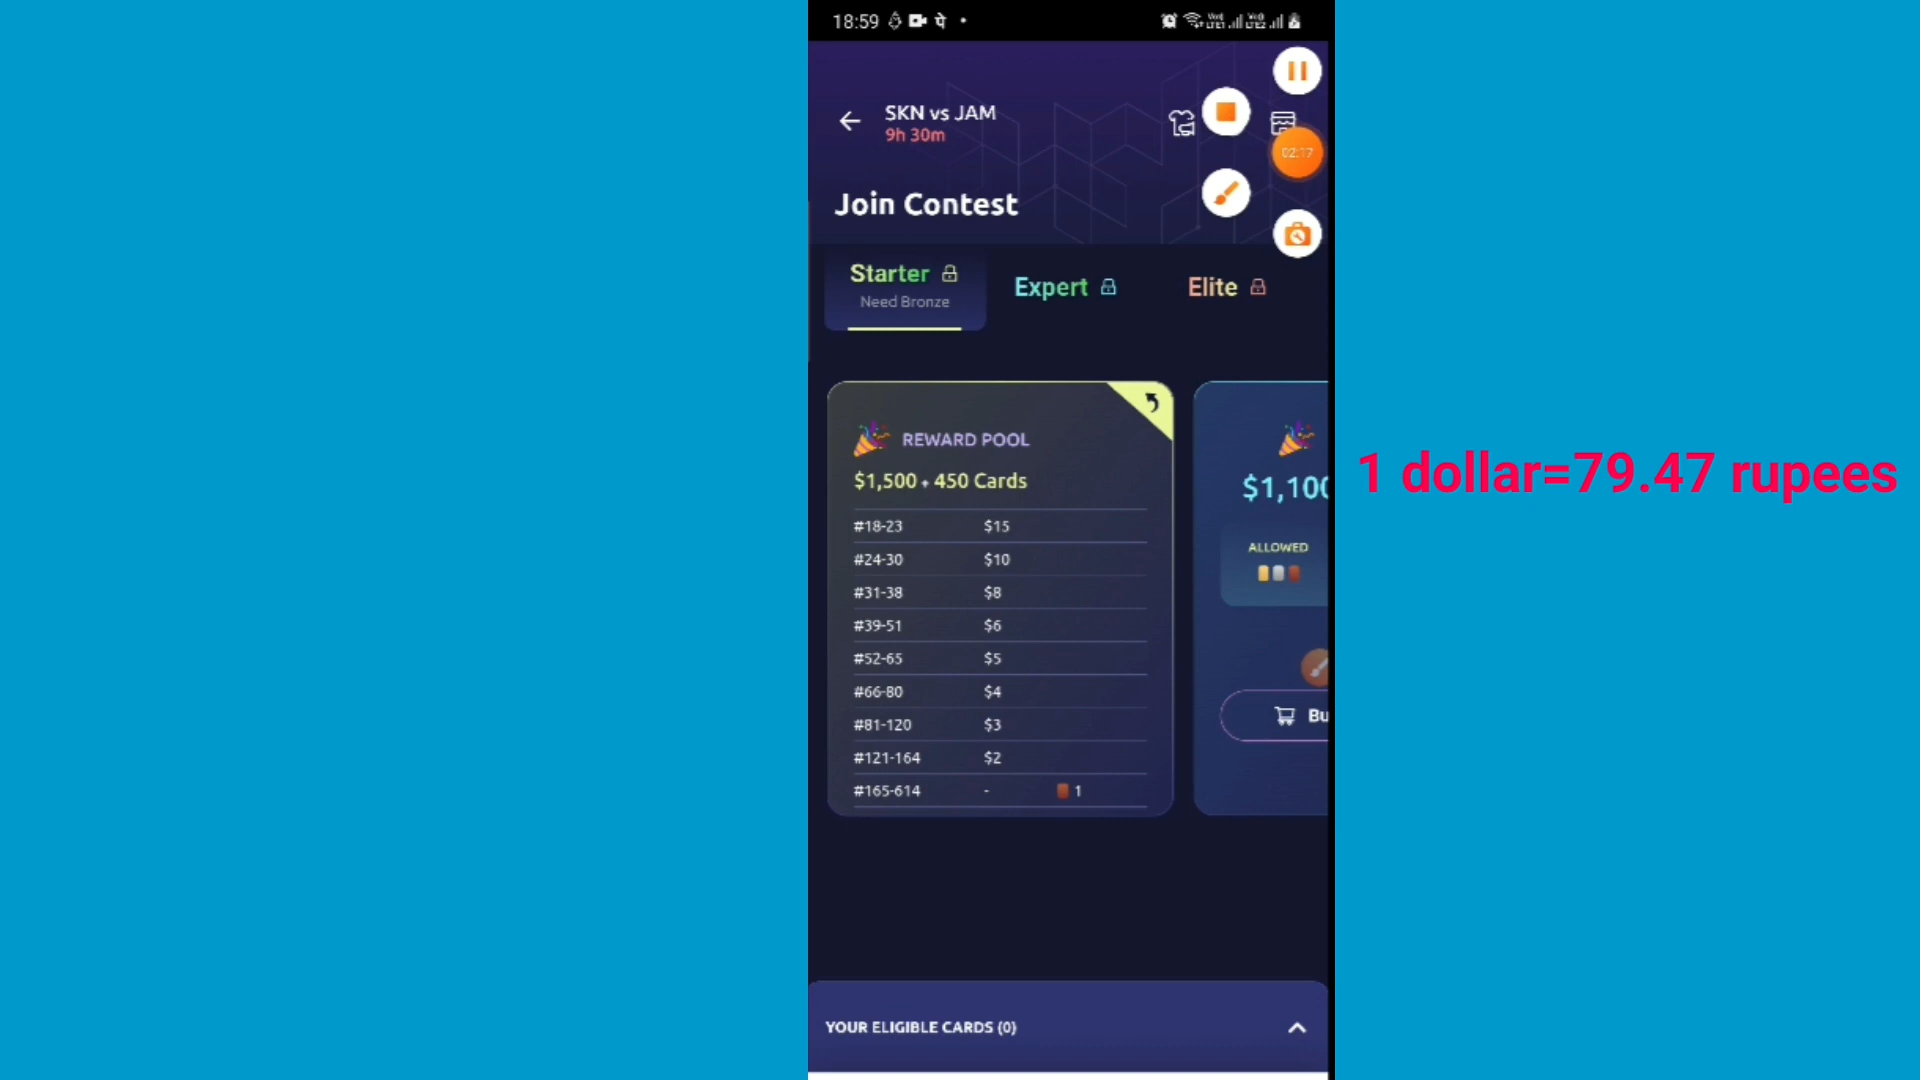 18:59
SKN vs JAM
9h 30m
02:17
Join Contest
Starter
Need Bronze
Expert
Elite
REWARD POOL
$1,500 + 450 Cards
#18-23 $15
#24-30 $10
#31-38 $8
#39-51 $6
#52-65 $5
#66-80 $4
#81-120 $3
#121-164 $2
#165-614 - 1
$1,100
ALLOWED
Bu
YOUR ELIGIBLE CARDS (0)
1 dollar=79.47 rupees